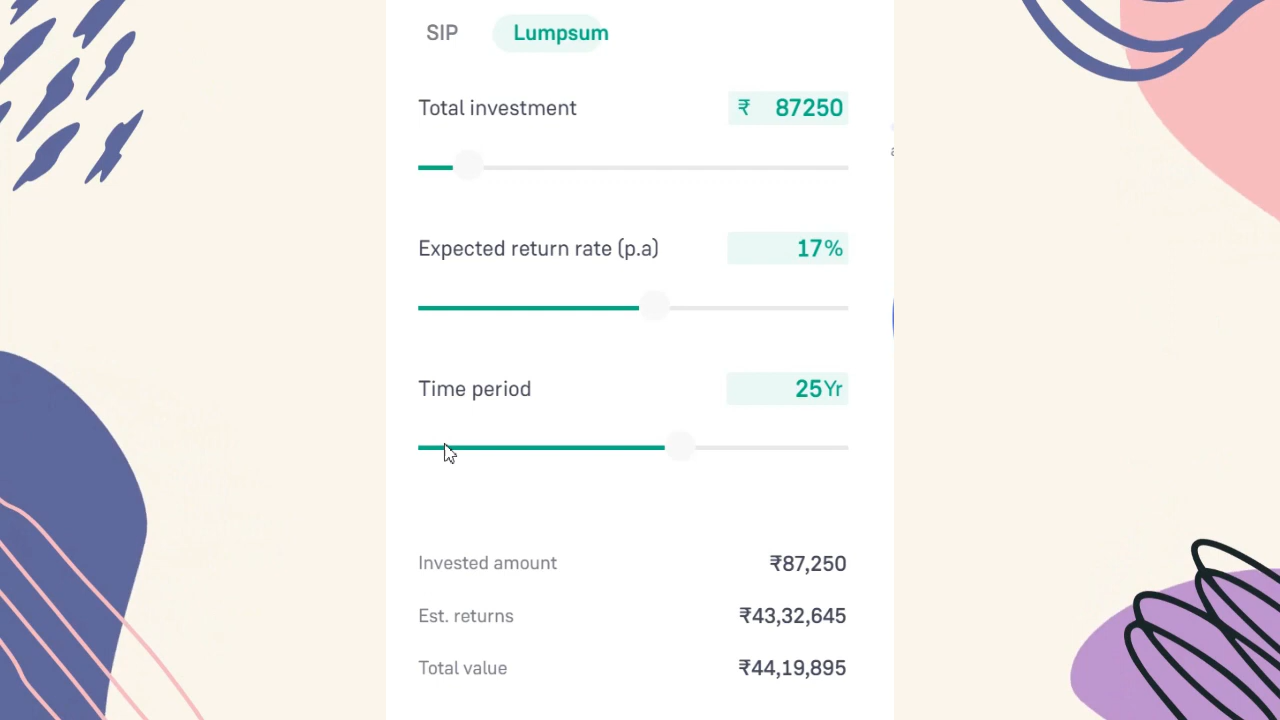 SIP Lumpsum
Total investment ₹ 87250
Expected return rate (p.a) 17%
Time period 25Yr
Invested amount ₹87,250
Est. returns ₹43,32,645
Total value ₹44,19,895